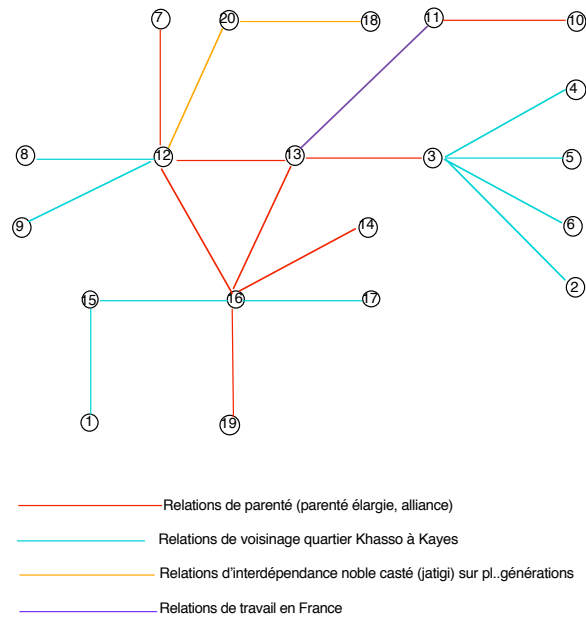 7 20 18 11 10
4
8 12 13 3 5
9 14 6
2
15 16 17
1 19
Relations de parenté (parenté élargie, alliance)
Relations de voisinage quartier Khasso à Kayes
Relations d'interdépendance noble casté (jatigi) sur pl..générations
Relations de travail en France